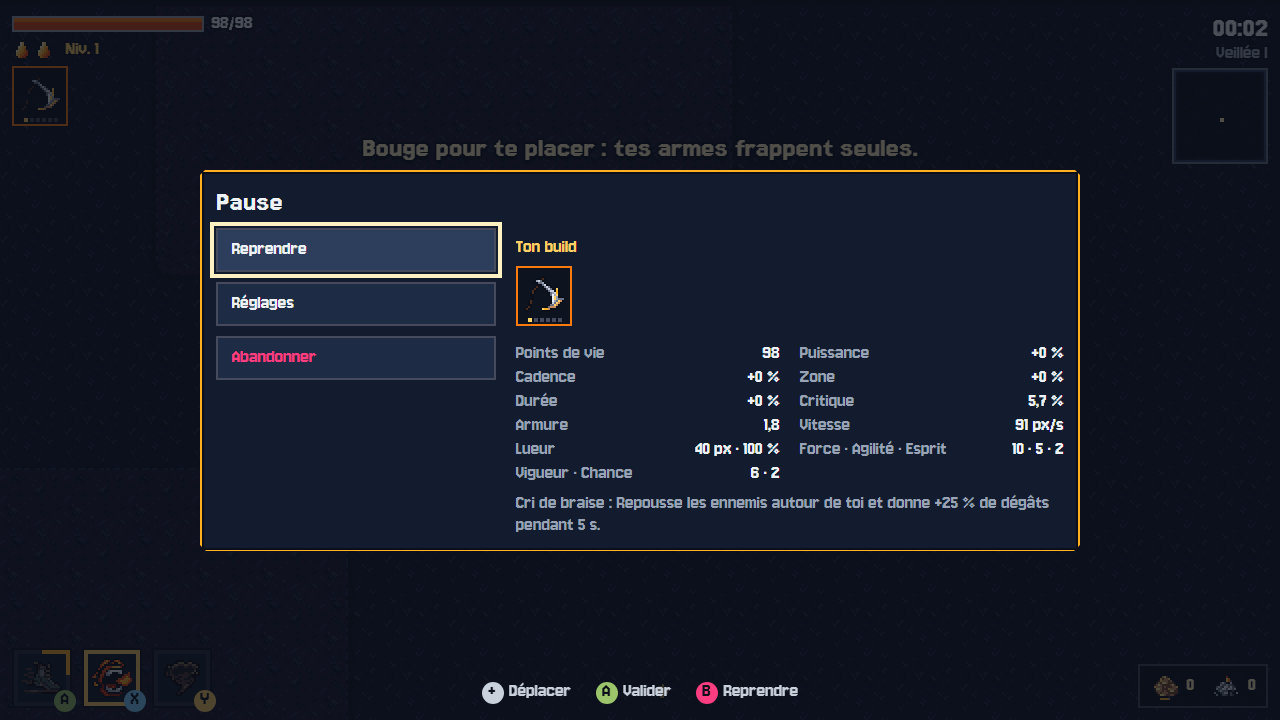 98/98
Niv. 1
00:02
Veillée I
Bouge pour te placer : tes armes frappent seules.
Pause
Reprendre
Réglages
Abandonner
Ton build
Points de vie 98
Puissance +0 %
Cadence +0 %
Zone +0 %
Durée +0 %
Critique 5,7 %
Armure 1,8
Vitesse 91 px/s
Lueur 40 px · 100 %
Force · Agilité · Esprit 10 · 5 · 2
Vigueur · Chance 6 · 2
Cri de braise : Repousse les ennemis autour de toi et donne +25 % de dégâts
pendant 5 s.
A X Y
+ Déplacer A Valider B Reprendre
0 0